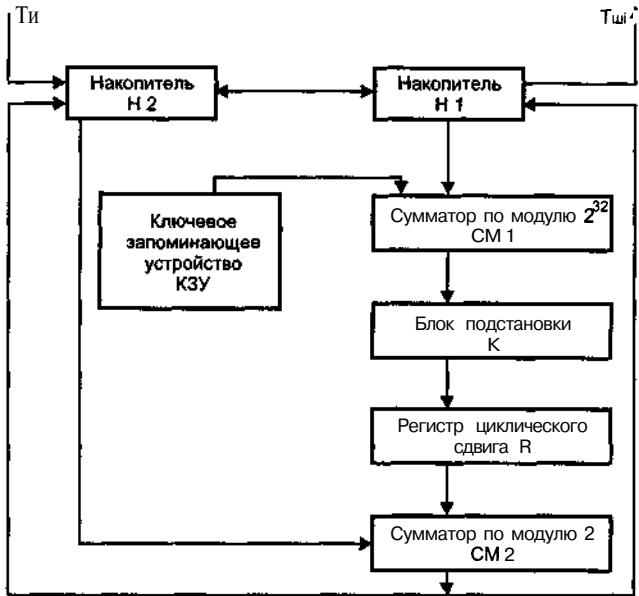 Ти
Тші
Накопитель
Н 2
Накопитель
Н 1
Ключевое
запоминающее
устройство
КЗУ
Сумматор по модулю 2³²
СМ 1
Блок подстановки
К
Регистр циклического
сдвига R
Сумматор по модулю 2
СМ 2